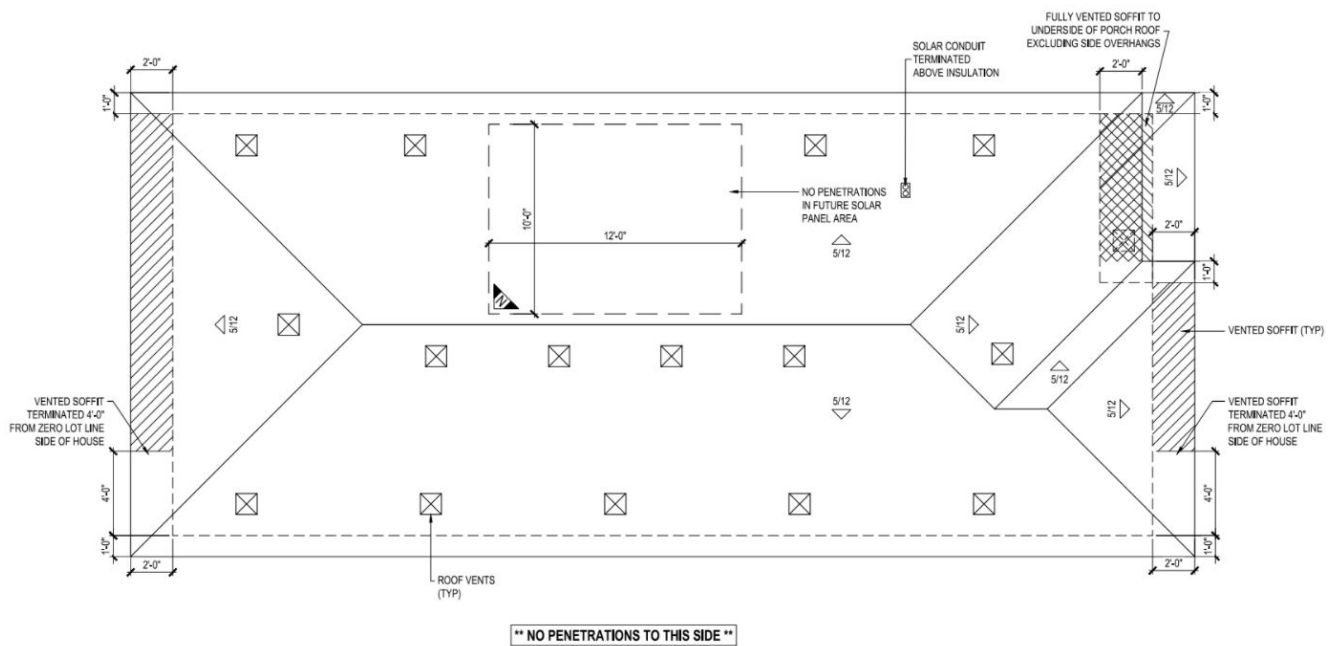 FULLY VENTED SOFFIT TO
UNDERSIDE OF PORCH ROOF
EXCLUDING SIDE OVERHANGS
SOLAR CONDUIT
TERMINATED
ABOVE INSULATION
2'-0"
2'-0"
1'-0"
5/12
1'-0"
NO PENETRATIONS
IN FUTURE SOLAR
PANEL AREA
5/12
10'-0"
12'-0"
2'-0"
5/12
1'-0"
N
5/12
5/12
VENTED SOFFIT (TYP)
5/12
5/12
5/12
VENTED SOFFIT
TERMINATED 4'-0"
FROM ZERO LOT LINE
SIDE OF HOUSE
VENTED SOFFIT
TERMINATED 4'-0"
FROM ZERO LOT LINE
SIDE OF HOUSE
4'-0"
4'-0"
1'-0"
1'-0"
2'-0"
2'-0"
ROOF VENTS
(TYP)
** NO PENETRATIONS TO THIS SIDE **